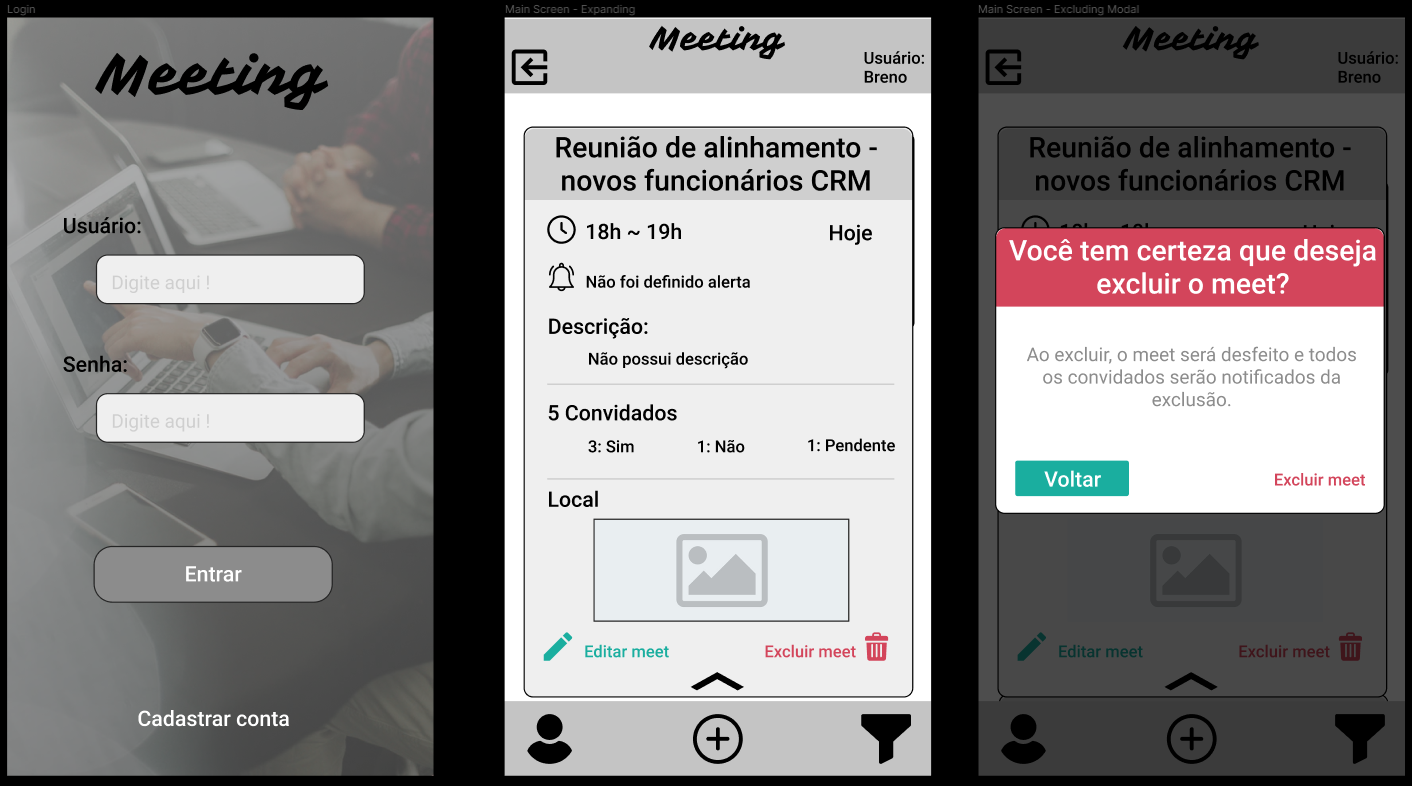 Login
Meeting
Usuário:
Digite aqui !
Senha:
Digite aqui !
Entrar
Cadastrar conta
Main Screen - Expanding
Meeting
Usuário:
Breno
Reunião de alinhamento -
novos funcionários CRM
18h ~ 19h
Hoje
Não foi definido alerta
Descrição:
Não possui descrição
5 Convidados
3: Sim
1: Não
1: Pendente
Local
Editar meet
Excluir meet
Main Screen - Excluding Modal
Meeting
Usuário:
Breno
Reunião de alinhamento -
novos funcionários CRM
Você tem certeza que deseja
excluir o meet?
Ao excluir, o meet será desfeito e todos
os convidados serão notificados da
exclusão.
Voltar
Excluir meet
Editar meet
Excluir meet